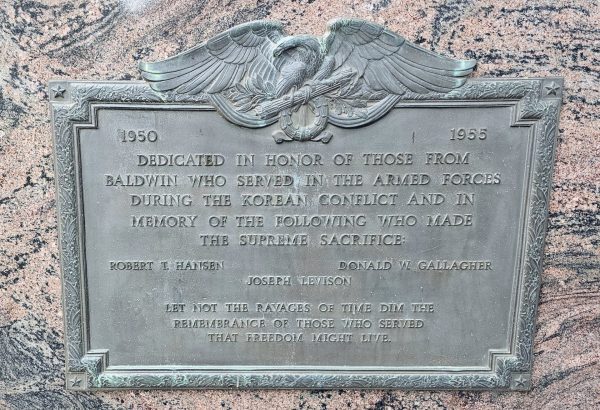 1950 1955
DEDICATED IN HONOR OF THOSE FROM
BALDWIN WHO SERVED IN THE ARMED FORCES
DURING THE KOREAN CONFLICT AND IN
MEMORY OF THE FOLLOWING WHO MADE
THE SUPREME SACRIFICE:
ROBERT T. HANSEN DONALD W. GALLAGHER
JOSEPH LEVISON
LET NOT THE RAVAGES OF TIME DIM THE
REMEMBRANCE OF THOSE WHO SERVED
THAT FREEDOM MIGHT LIVE.